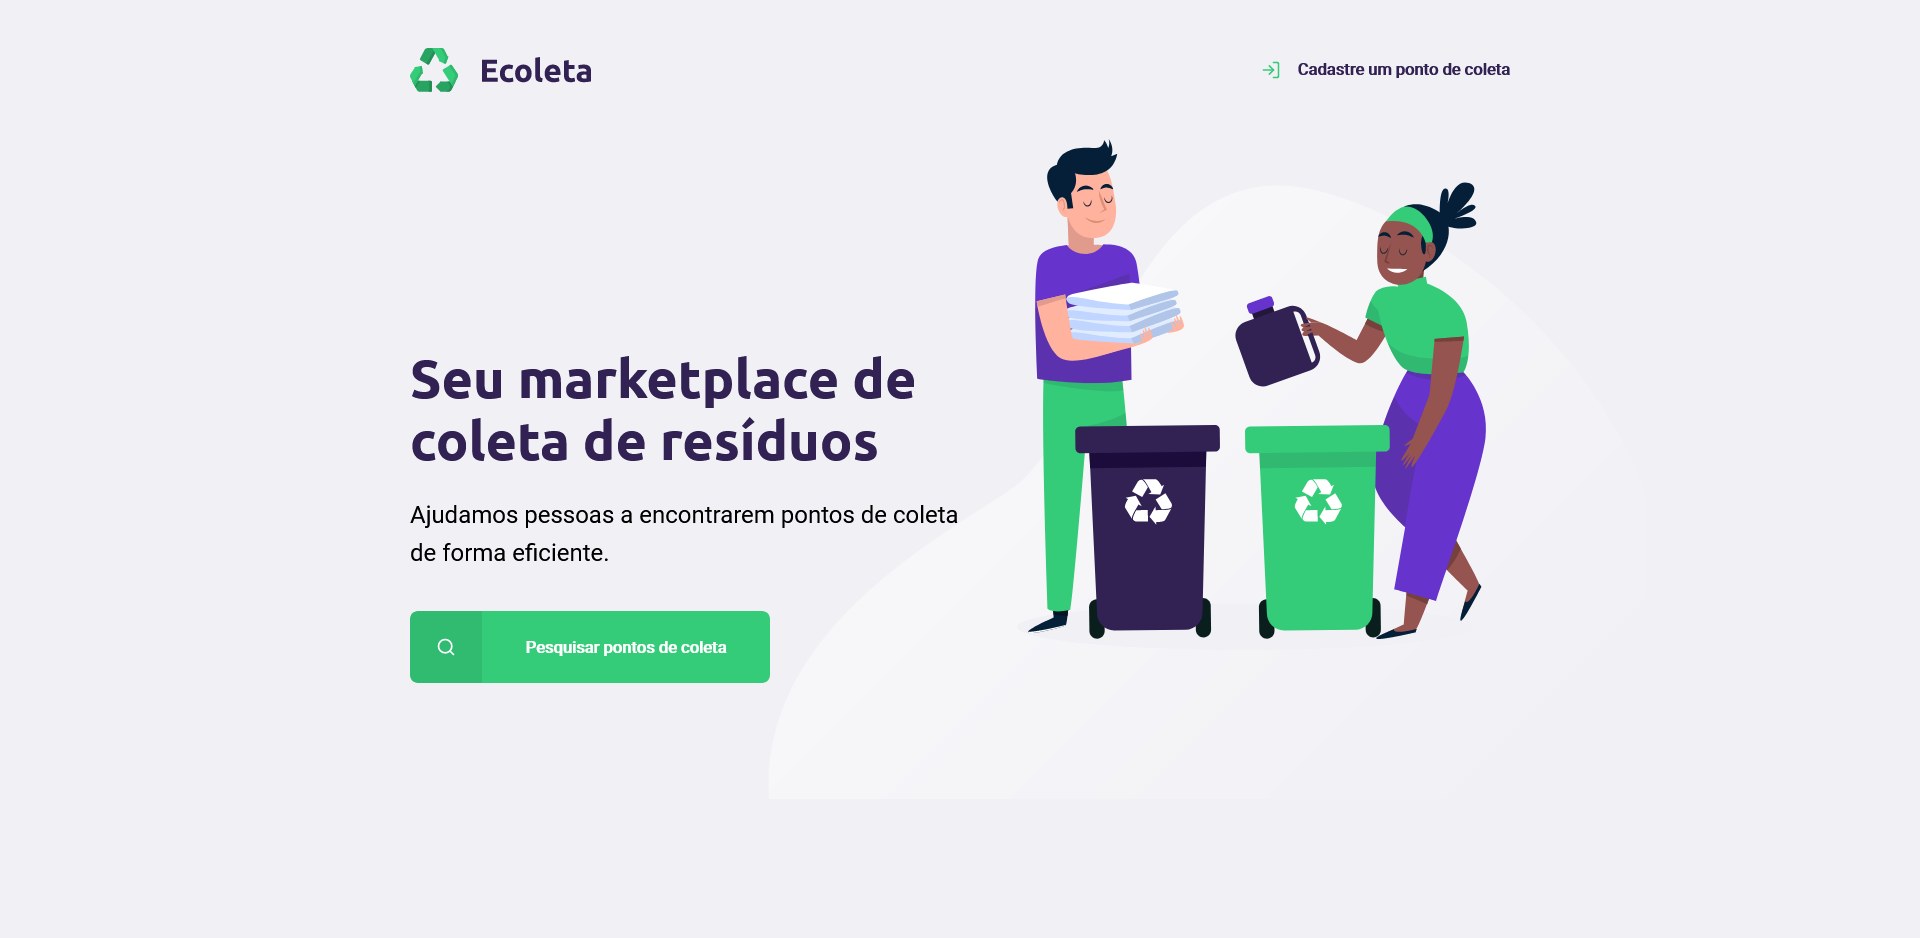 Ecoleta
Cadastre um ponto de coleta
Seu marketplace de
coleta de resíduos
Ajudamos pessoas a encontrarem pontos de coleta
de forma eficiente.
Pesquisar pontos de coleta